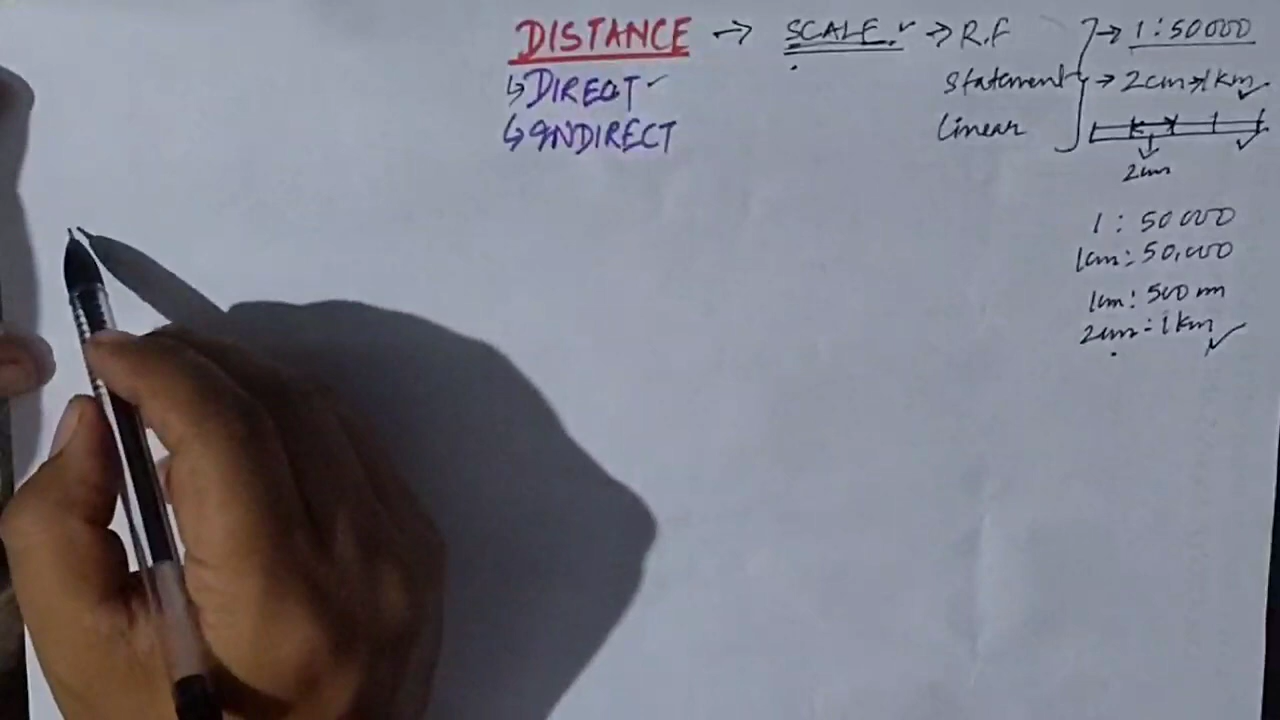 DISTANCE → SCALE. ✓ → R.F → 1 : 50000
↳ DIRECT ✓
Statement → 2cm → 1km ✓
↳ INDIRECT
Linear
2cm
1 : 50000
1cm : 50,000
1cm : 500 m
2cm = 1km ✓